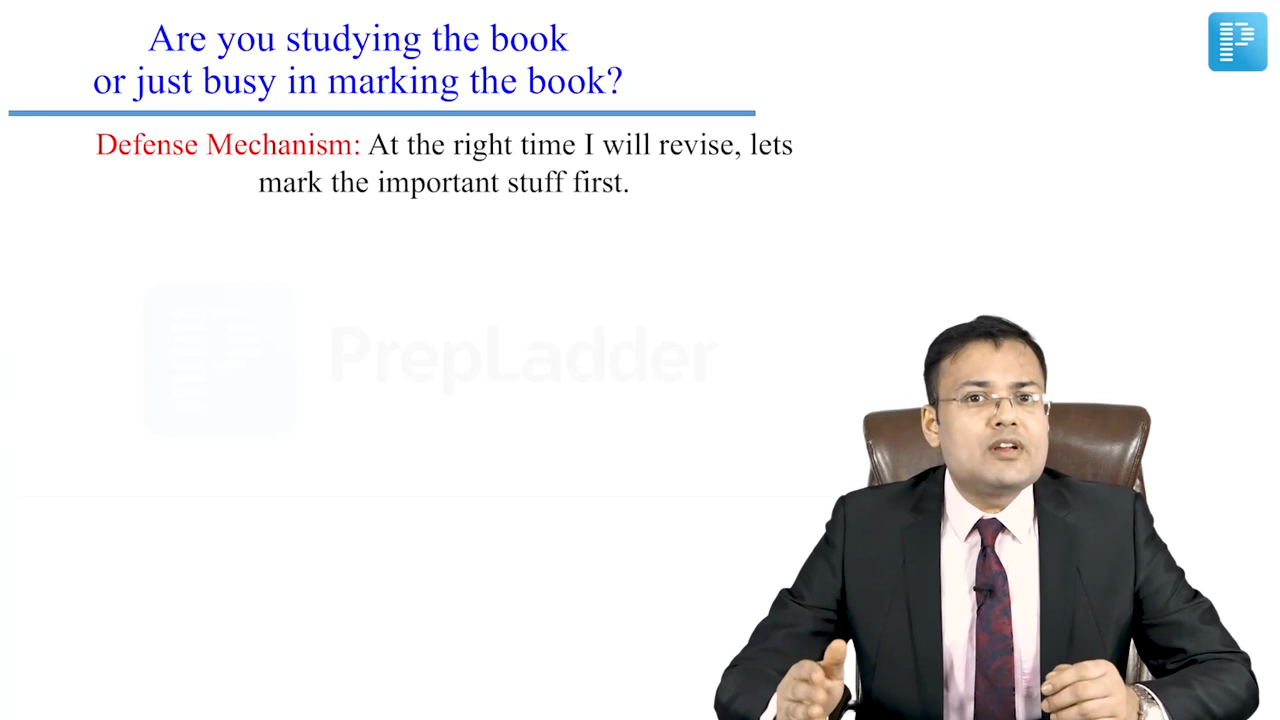 Are you studying the book
or just busy in marking the book?
Defense Mechanism: At the right time I will revise, lets
mark the important stuff first.
PrepLadder